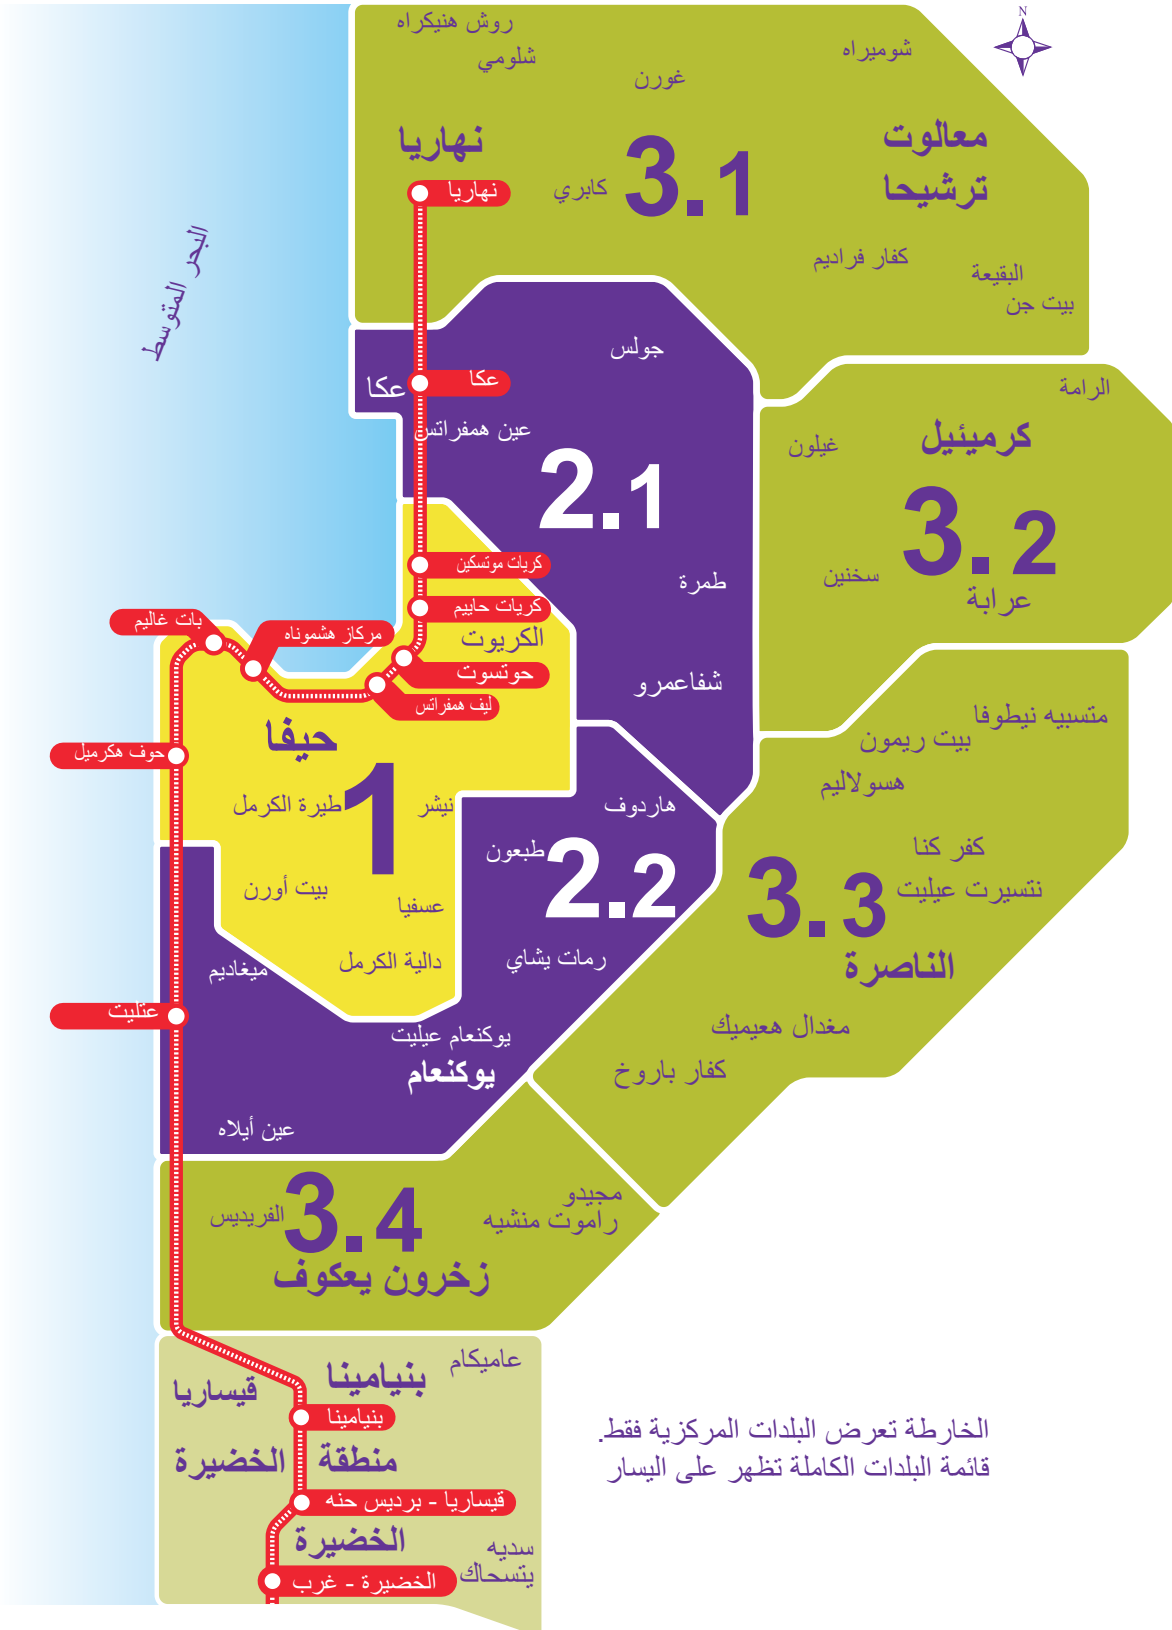 N
روش هنيكراه
شلومي
غورن
شوميراه
نهاريا
معالوت
ترشيحا
3.1
كابري
نهاريا
كفار فراديم
البقيعة
بيت جن
البحر المتوسط
جولس
عكا
عكا
عين همفراتس
2.1
طمرة
شفاعمرو
الرامة
كرميئيل
غيلون
3.2
سخنين
عرابة
كريات موتسكين
كريات حاييم
الكريوت
حوتسوت
ليف همفراتس
مركاز هشموناه
بات غاليم
حوف هكرميل
حيفا
1
نيشر
طيرة الكرمل
بيت أورن
عسفيا
دالية الكرمل
هاردوف
طبعون
2.2
رمات يشاي
ميغاديم
عتليت
يوكنعام عيليت
يوكنعام
عين أيلاه
متسبيه نيطوفا
بيت ريمون
هسولاليم
كفر كنا
نتسيرت عيليت
3.3
الناصرة
مغدال هعيميك
كفار باروخ
مجيدو
راموت منشيه
3.4
الفريديس
زخرون يعكوف
عاميكام
بنيامينا
قيساريا
بنيامينا
منطقة الخضيرة
قيساريا - برديس حنه
الخضيرة
سديه
يتسحاك
الخضيرة - غرب
الخارطة تعرض البلدات المركزية فقط.
قائمة البلدات الكاملة تظهر على اليسار